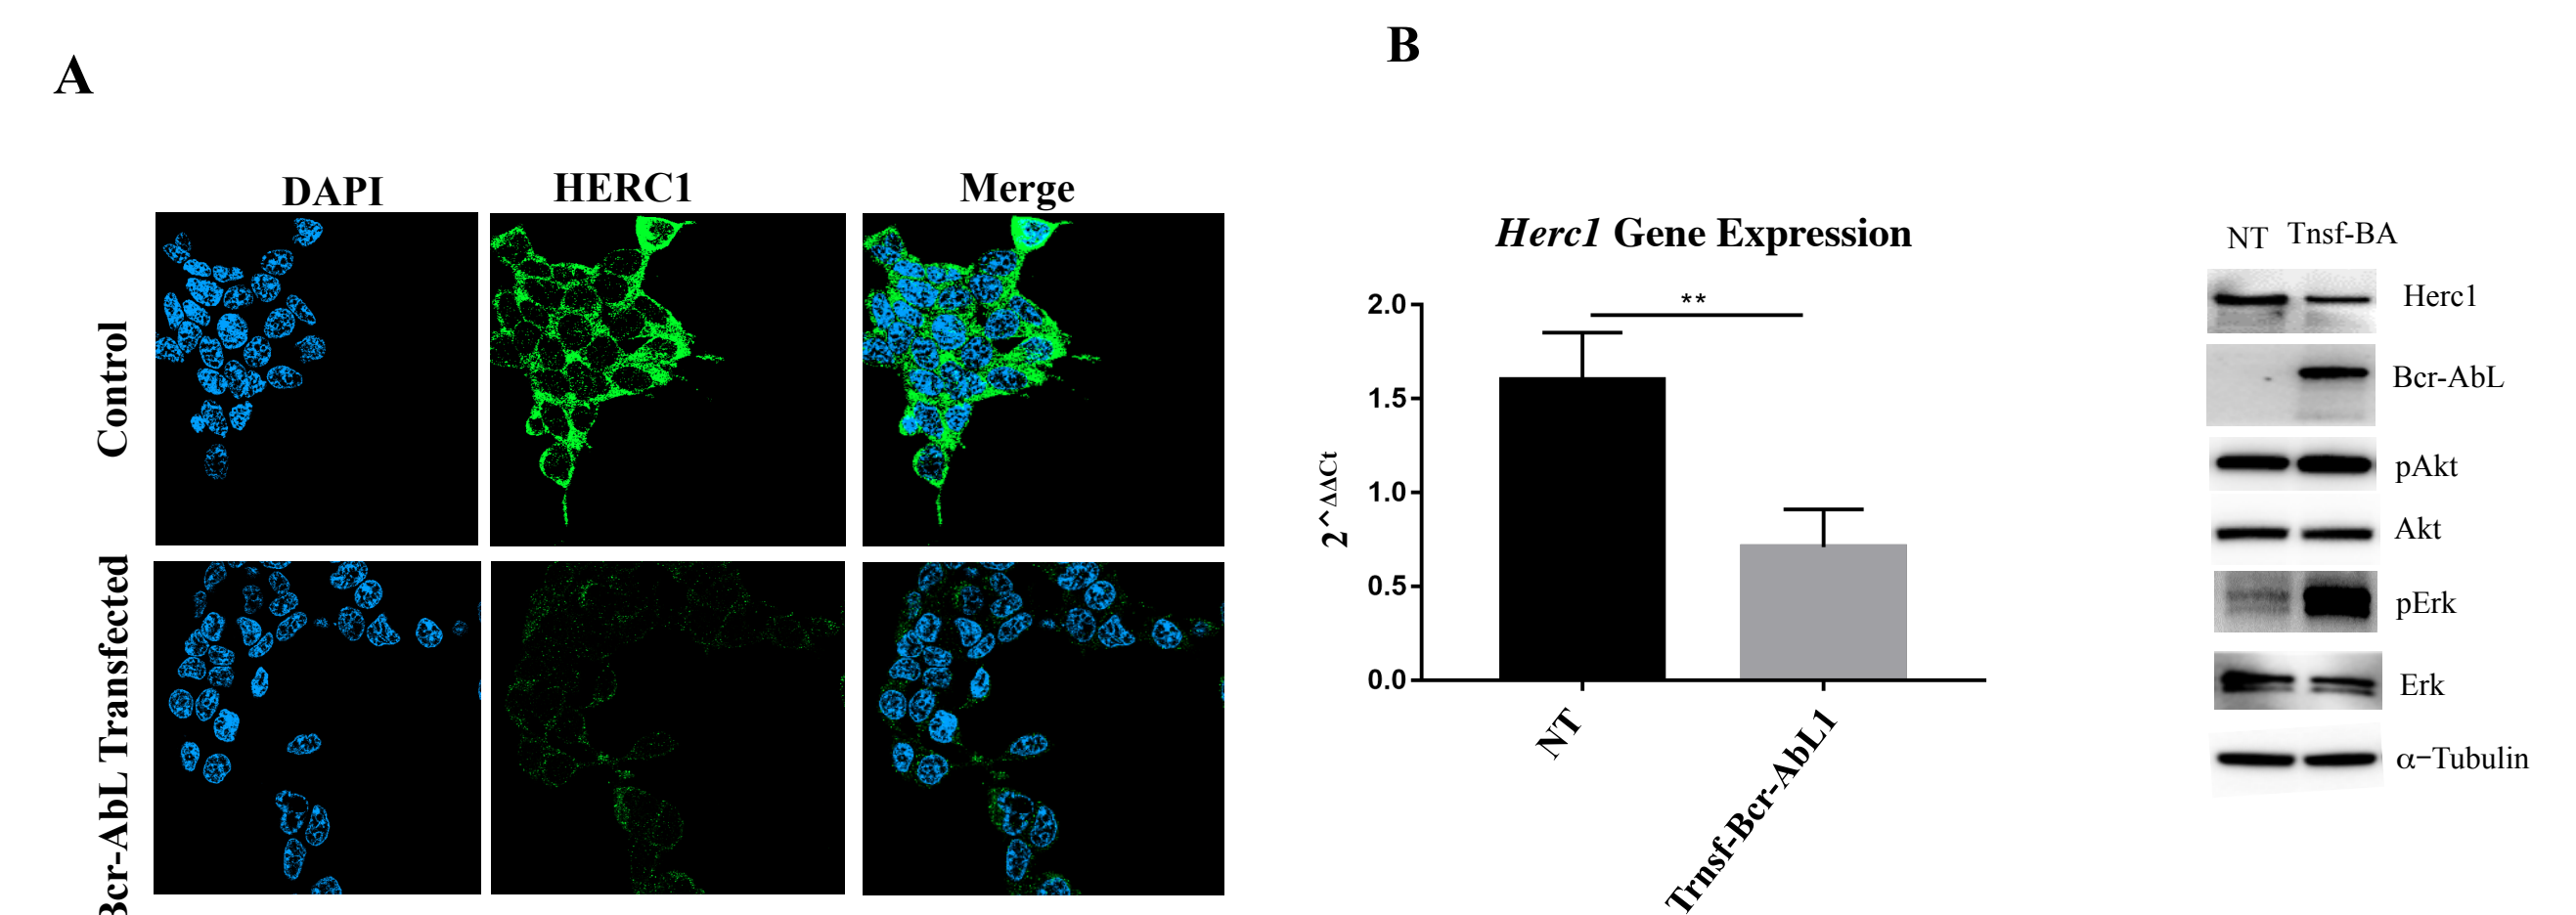 A
B
DAPI
HERC1
Merge
Control
Bcr-AbL Transfected
Herc1 Gene Expression
**
2.0
1.5
1.0
0.5
0.0
2^ΔΔCt
NT
Trnsf-Bcr-AbL1
NT Tnsf-BA
Herc1
Bcr-AbL
pAkt
Akt
pErk
Erk
α-Tubulin